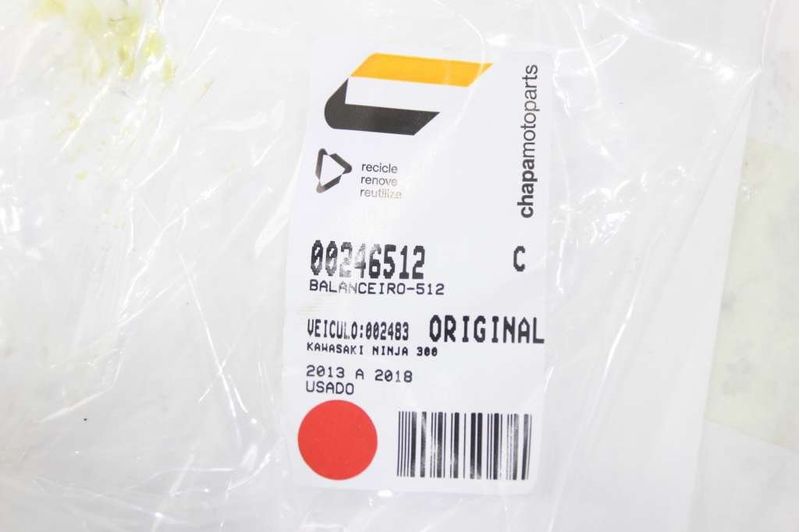 chapamotoparts
recicle
renove
reutilize
00246512 C
BALANCEIRO-512
VEICULO:002483 ORIGINAL
KAWASAKI NINJA 300
2013 A 2018
USADO